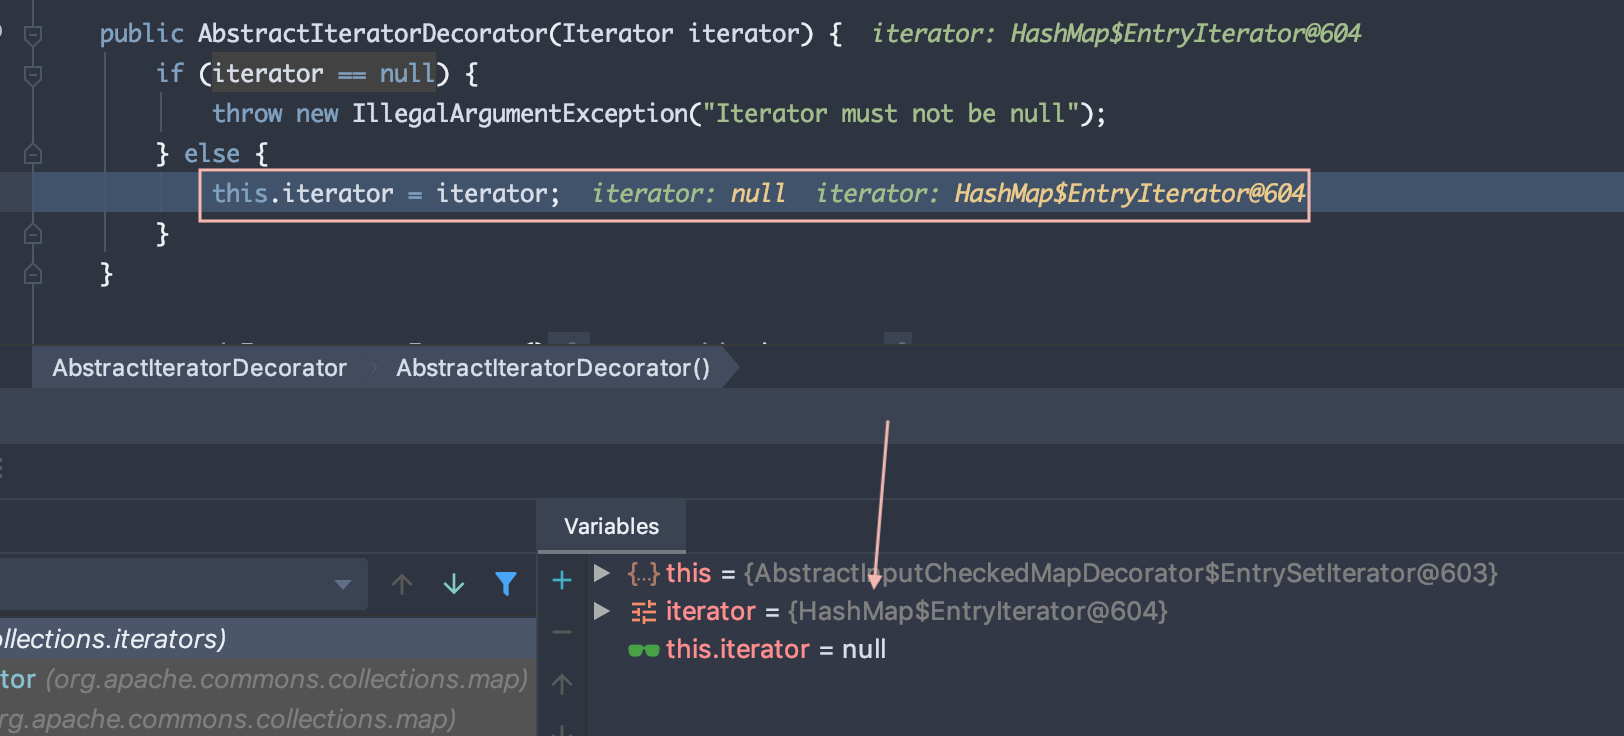 public AbstractIteratorDecorator(Iterator iterator) {  iterator: HashMap$EntryIterator@604
if (iterator == null) {
throw new IllegalArgumentException("Iterator must not be null");
} else {
this.iterator = iterator;  iterator: null  iterator: HashMap$EntryIterator@604
}
}
AbstractIteratorDecorator  AbstractIteratorDecorator()
Variables
{...} this = {AbstractInputCheckedMapDecorator$EntrySetIterator@603}
iterator = {HashMap$EntryIterator@604}
this.iterator = null
ollections.iterators)
tor (org.apache.commons.collections.map)
rg.apache.commons.collections.map)